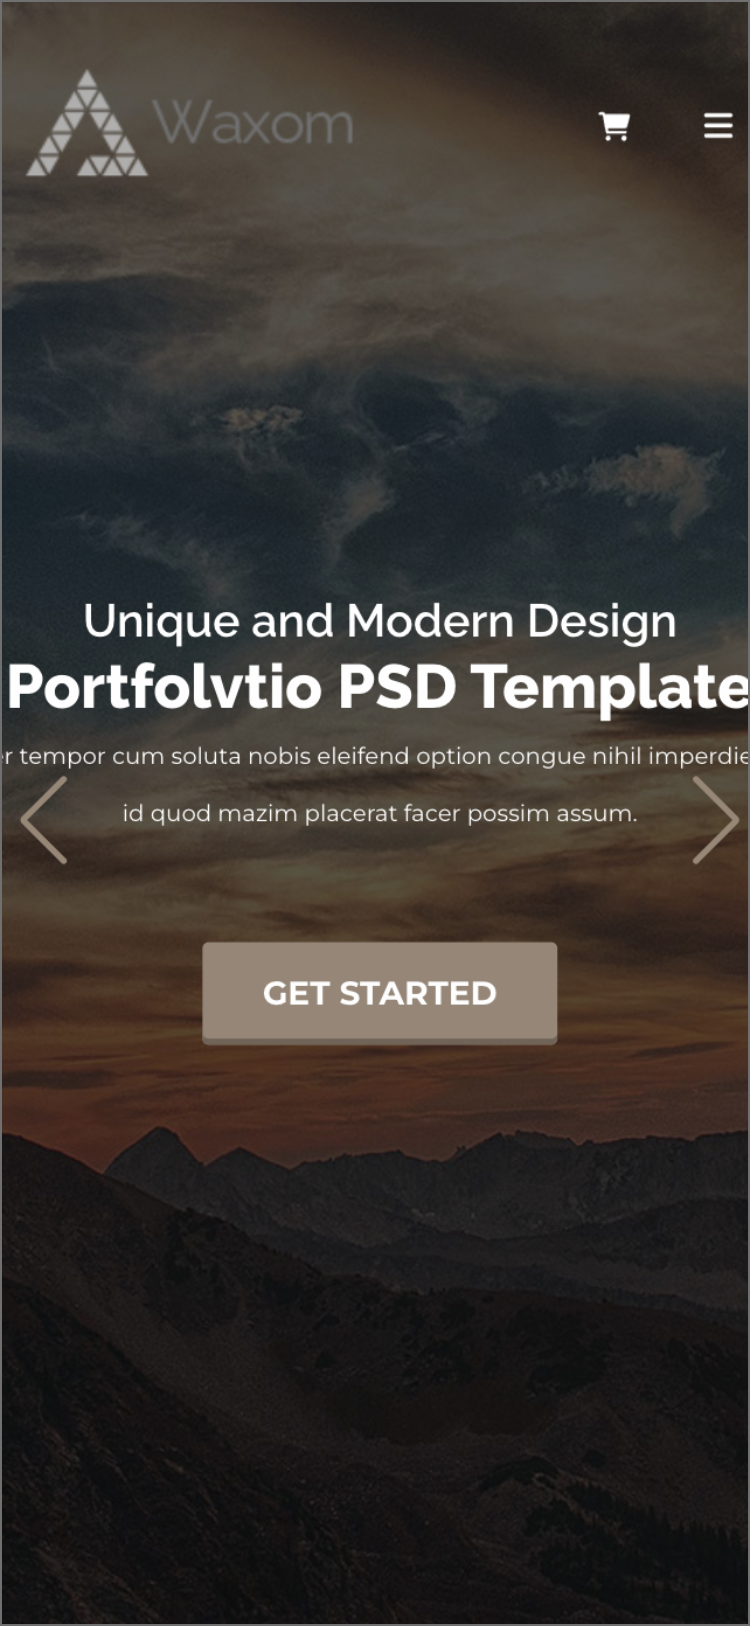 Waxom
Unique and Modern Design
Portfolvtio PSD Template
r tempor cum soluta nobis eleifend option congue nihil imperdie
id quod mazim placerat facer possim assum.
GET STARTED